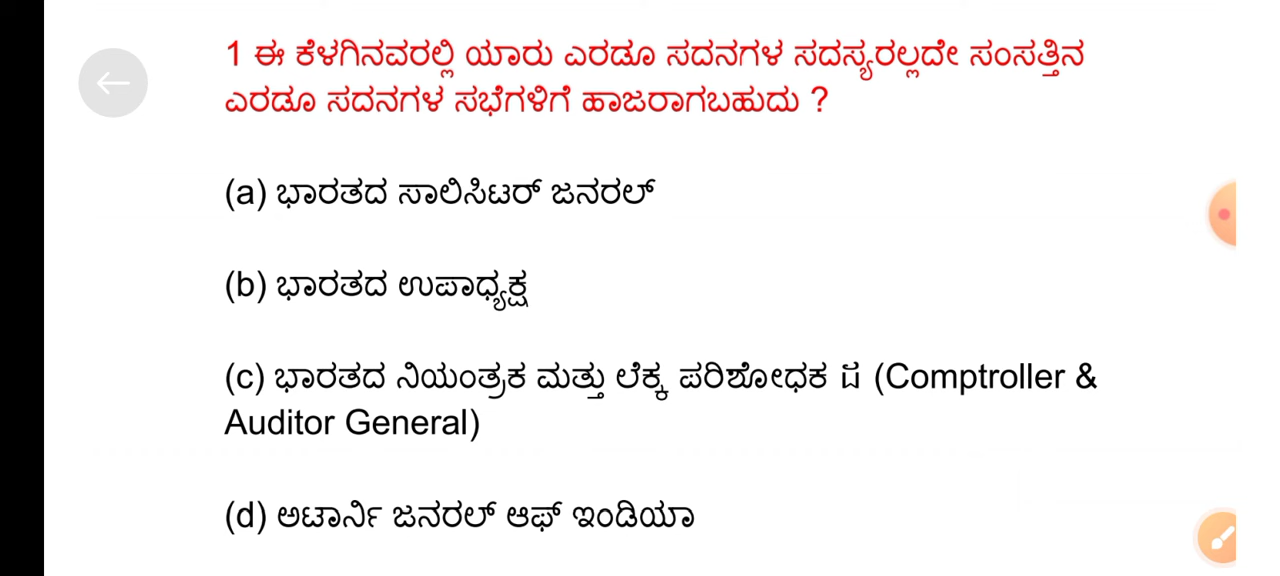 1 ಈ ಕೆಳಗಿನವರಲ್ಲಿ ಯಾರು ಎರಡೂ ಸದನಗಳ ಸದಸ್ಯರಲ್ಲದೇ ಸಂಸತ್ತಿನ
ಎರಡೂ ಸದನಗಳ ಸಭೆಗಳಿಗೆ ಹಾಜರಾಗಬಹುದು ?
(a) ಭಾರತದ ಸಾಲಿಸಿಟರ್ ಜನರಲ್
(b) ಭಾರತದ ಉಪಾಧ್ಯಕ್ಷ
(c) ಭಾರತದ ನಿಯಂತ್ರಕ ಮತ್ತು ಲೆಕ್ಕ ಪರಿಶೋಧಕ (Comptroller &
Auditor General)
(d) ಅಟಾರ್ನಿ ಜನರಲ್ ಆಫ್ ಇಂಡಿಯಾ